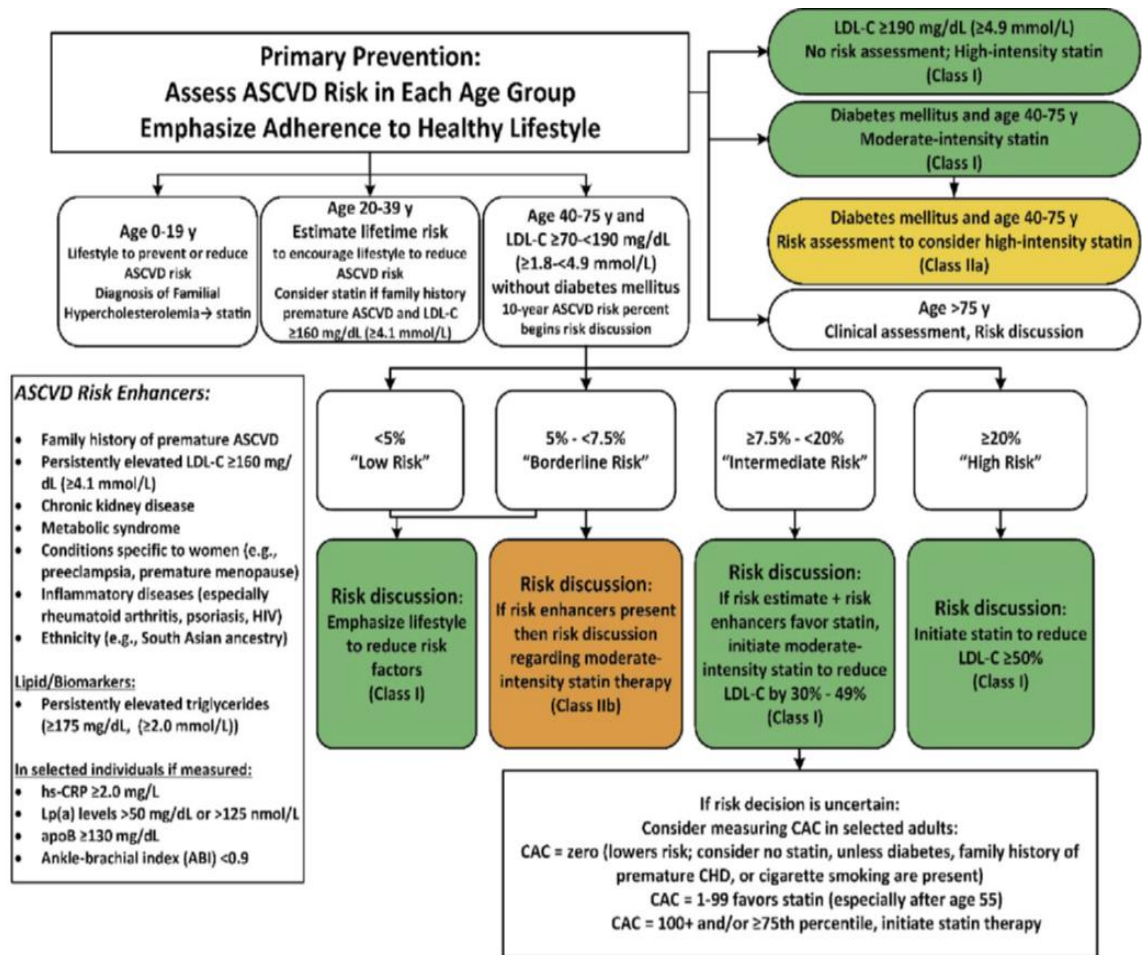 Primary Prevention:
Assess ASCVD Risk in Each Age Group
Emphasize Adherence to Healthy Lifestyle
LDL-C ≥190 mg/dL (≥4.9 mmol/L)
No risk assessment; High-intensity statin
(Class I)
Diabetes mellitus and age 40-75 y
Moderate-intensity statin
(Class I)
Diabetes mellitus and age 40-75 y
Risk assessment to consider high-intensity statin
(Class IIa)
Age >75 y
Clinical assessment, Risk discussion
Age 0-19 y
Lifestyle to prevent or reduce
ASCVD risk
Diagnosis of Familial
Hypercholesterolemia→ statin
Age 20-39 y
Estimate lifetime risk
to encourage lifestyle to reduce
ASCVD risk
Consider statin if family history
premature ASCVD and LDL-C
≥160 mg/dL (≥4.1 mmol/L)
Age 40-75 y and
LDL-C ≥70-<190 mg/dL
(≥1.8-<4.9 mmol/L)
without diabetes mellitus
10-year ASCVD risk percent
begins risk discussion
<5%
"Low Risk"
5% - <7.5%
"Borderline Risk"
≥7.5% - <20%
"Intermediate Risk"
≥20%
"High Risk"
Risk discussion:
Emphasize lifestyle
to reduce risk
factors
(Class I)
Risk discussion:
If risk enhancers present
then risk discussion
regarding moderate-
intensity statin therapy
(Class IIb)
Risk discussion:
If risk estimate + risk
enhancers favor statin,
initiate moderate-
intensity statin to reduce
LDL-C by 30% - 49%
(Class I)
Risk discussion:
Initiate statin to reduce
LDL-C ≥50%
(Class I)
If risk decision is uncertain:
Consider measuring CAC in selected adults:
CAC = zero (lowers risk; consider no statin, unless diabetes, family history of
premature CHD, or cigarette smoking are present)
CAC = 1-99 favors statin (especially after age 55)
CAC = 100+ and/or ≥75th percentile, initiate statin therapy
ASCVD Risk Enhancers:
• Family history of premature ASCVD
• Persistently elevated LDL-C ≥160 mg/
dL (≥4.1 mmol/L)
• Chronic kidney disease
• Metabolic syndrome
• Conditions specific to women (e.g.,
preeclampsia, premature menopause)
• Inflammatory diseases (especially
rheumatoid arthritis, psoriasis, HIV)
• Ethnicity (e.g., South Asian ancestry)
Lipid/Biomarkers:
• Persistently elevated triglycerides
(≥175 mg/dL, (≥2.0 mmol/L))
In selected individuals if measured:
• hs-CRP ≥2.0 mg/L
• Lp(a) levels >50 mg/dL or >125 nmol/L
• apoB ≥130 mg/dL
• Ankle-brachial index (ABI) <0.9